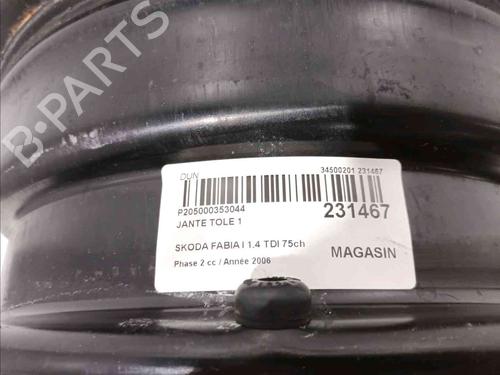 B-PARTS
DUN
34500201 231467
P205000353044
231467
JANTE TOLE 1
SKODA FABIA I 1.4 TDI 75ch
MAGASIN
Phase 2 cc / Année 2006